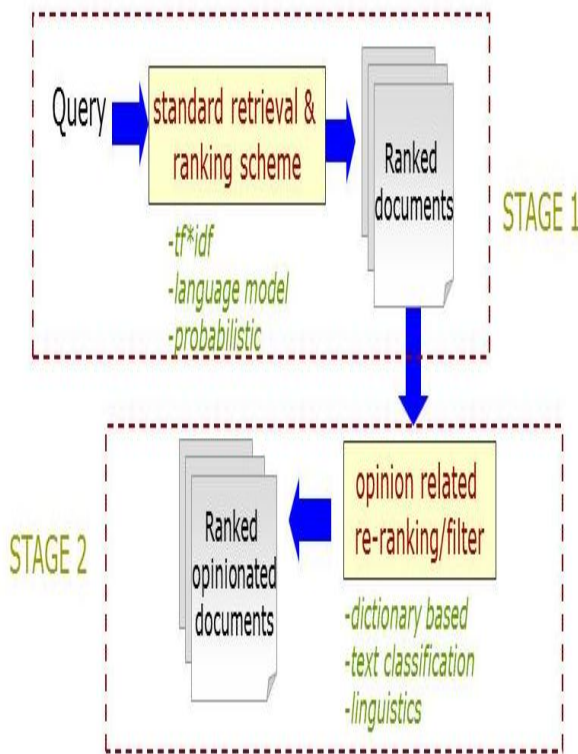 Query
standard retrieval &
ranking scheme
Ranked
documents
STAGE 1
-tf*idf
-language model
-probabilistic
STAGE 2
opinion related
re-ranking/filter
Ranked
opinionated
documents
-dictionary based
-text classification
-linguistics